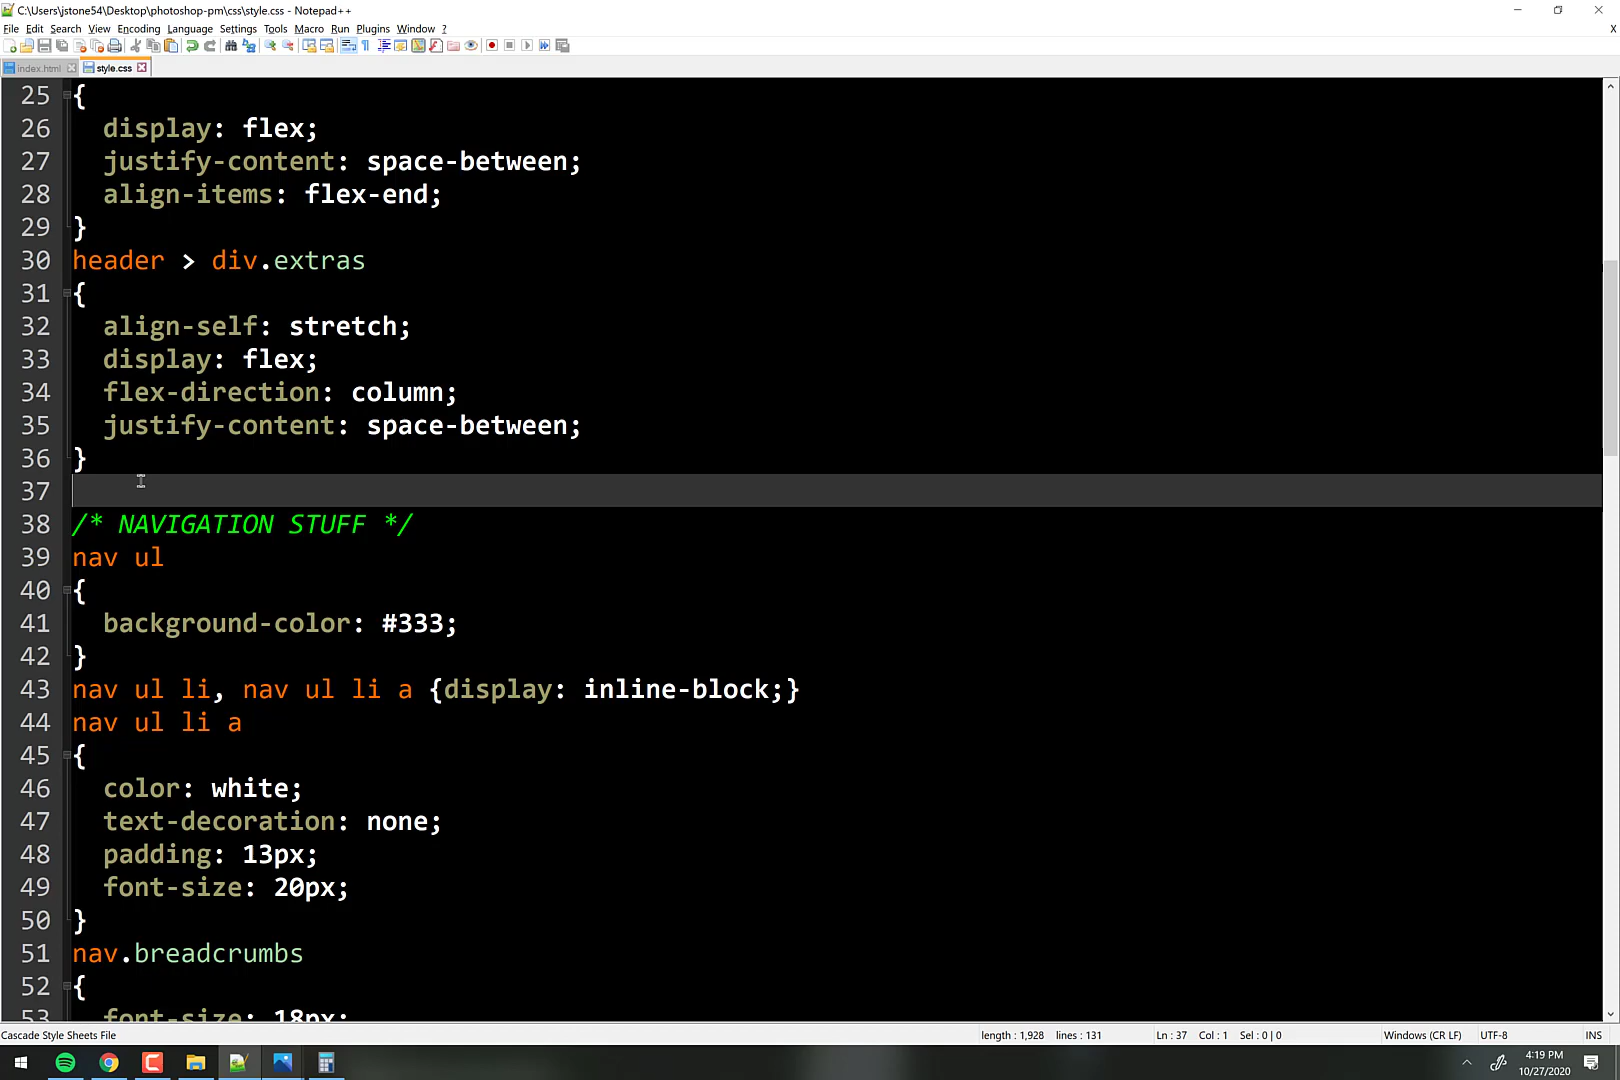 C:\Users\jstone54\Desktop\photoshop-pm\css\style.css - Notepad++
File Edit Search View Encoding Language Settings Tools Macro Run Plugins Window ?
X
index.html style.css
25 {
26 display: flex;
27 justify-content: space-between;
28 align-items: flex-end;
29 }
30 header > div.extras
31 {
32 align-self: stretch;
33 display: flex;
34 flex-direction: column;
35 justify-content: space-between;
36 }
37
38 /* NAVIGATION STUFF */
39 nav ul
40 {
41 background-color: #333;
42 }
43 nav ul li, nav ul li a {display: inline-block;}
44 nav ul li a
45 {
46 color: white;
47 text-decoration: none;
48 padding: 13px;
49 font-size: 20px;
50 }
51 nav.breadcrumbs
52 {
53 font-size: 18px;
Cascade Style Sheets File length : 1,928 lines : 131 Ln : 37 Col : 1 Sel : 0 | 0 Windows (CR LF) UTF-8 INS
4:19 PM
10/27/2020